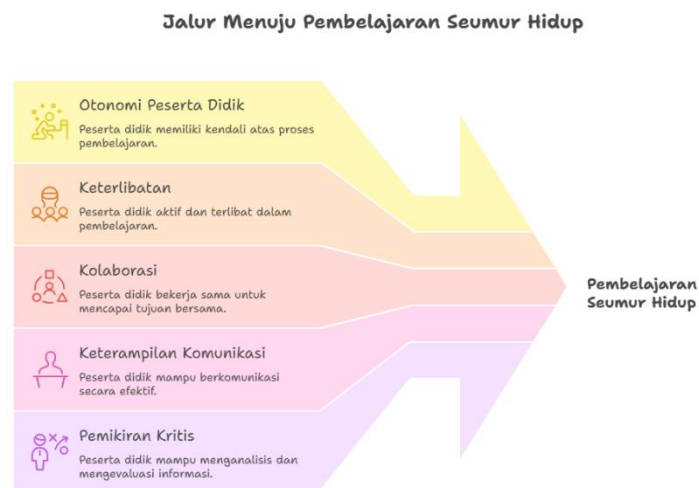 Jalur Menuju Pembelajaran Seumur Hidup
Otonomi Peserta Didik
Peserta didik memiliki kendali atas proses
pembelajaran.
Keterlibatan
Peserta didik aktif dan terlibat dalam
pembelajaran.
Kolaborasi
Peserta didik bekerja sama untuk
mencapai tujuan bersama.
Keterampilan Komunikasi
Peserta didik mampu berkomunikasi
secara efektif.
Pemikiran Kritis
Peserta didik mampu menganalisis dan
mengevaluasi informasi.
Pembelajaran
Seumur Hidup